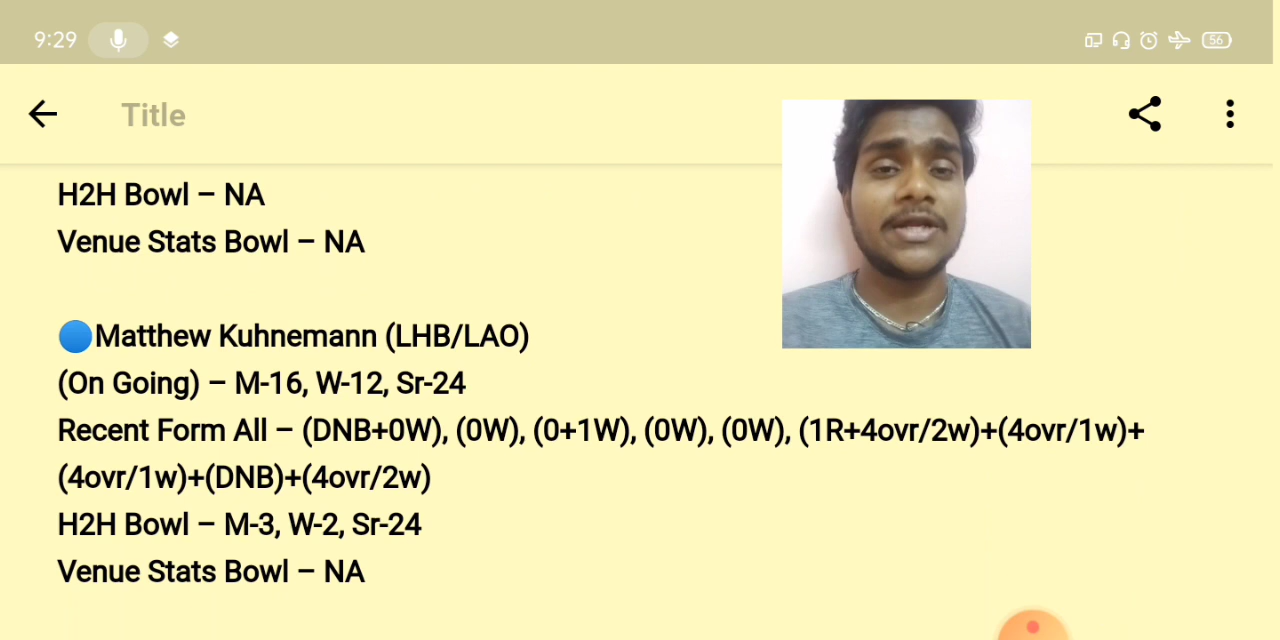 9:29
56
Title
H2H Bowl – NA
Venue Stats Bowl – NA
🔵Matthew Kuhnemann (LHB/LAO)
(On Going) – M-16, W-12, Sr-24
Recent Form All – (DNB+0W), (0W), (0+1W), (0W), (0W), (1R+4ovr/2w)+(4ovr/1w)+
(4ovr/1w)+(DNB)+(4ovr/2w)
H2H Bowl – M-3, W-2, Sr-24
Venue Stats Bowl – NA